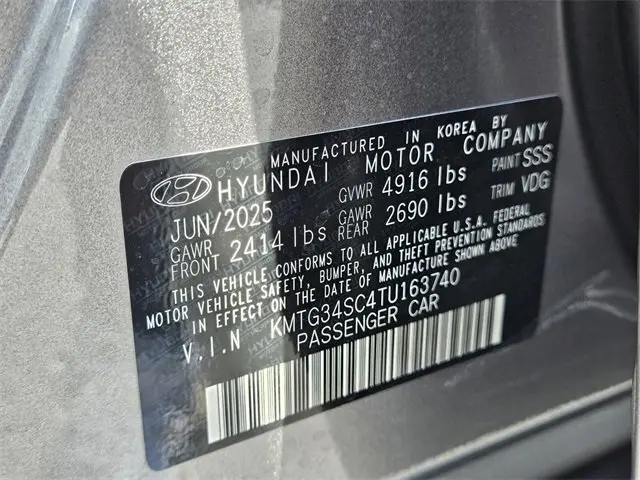 MANUFACTURED IN KOREA BY
HYUNDAI MOTOR COMPANY
JUN/2025 GVWR 4916 lbs PAINT SSS
GAWR FRONT 2414 lbs GAWR REAR 2690 lbs TRIM VDG
THIS VEHICLE CONFORMS TO ALL APPLICABLE U.S.A. FEDERAL
MOTOR VEHICLE SAFETY, BUMPER, AND THEFT PREVENTION STANDARDS
IN EFFECT ON THE DATE OF MANUFACTURE SHOWN ABOVE
V.I.N KMTG34SC4TU163740
PASSENGER CAR